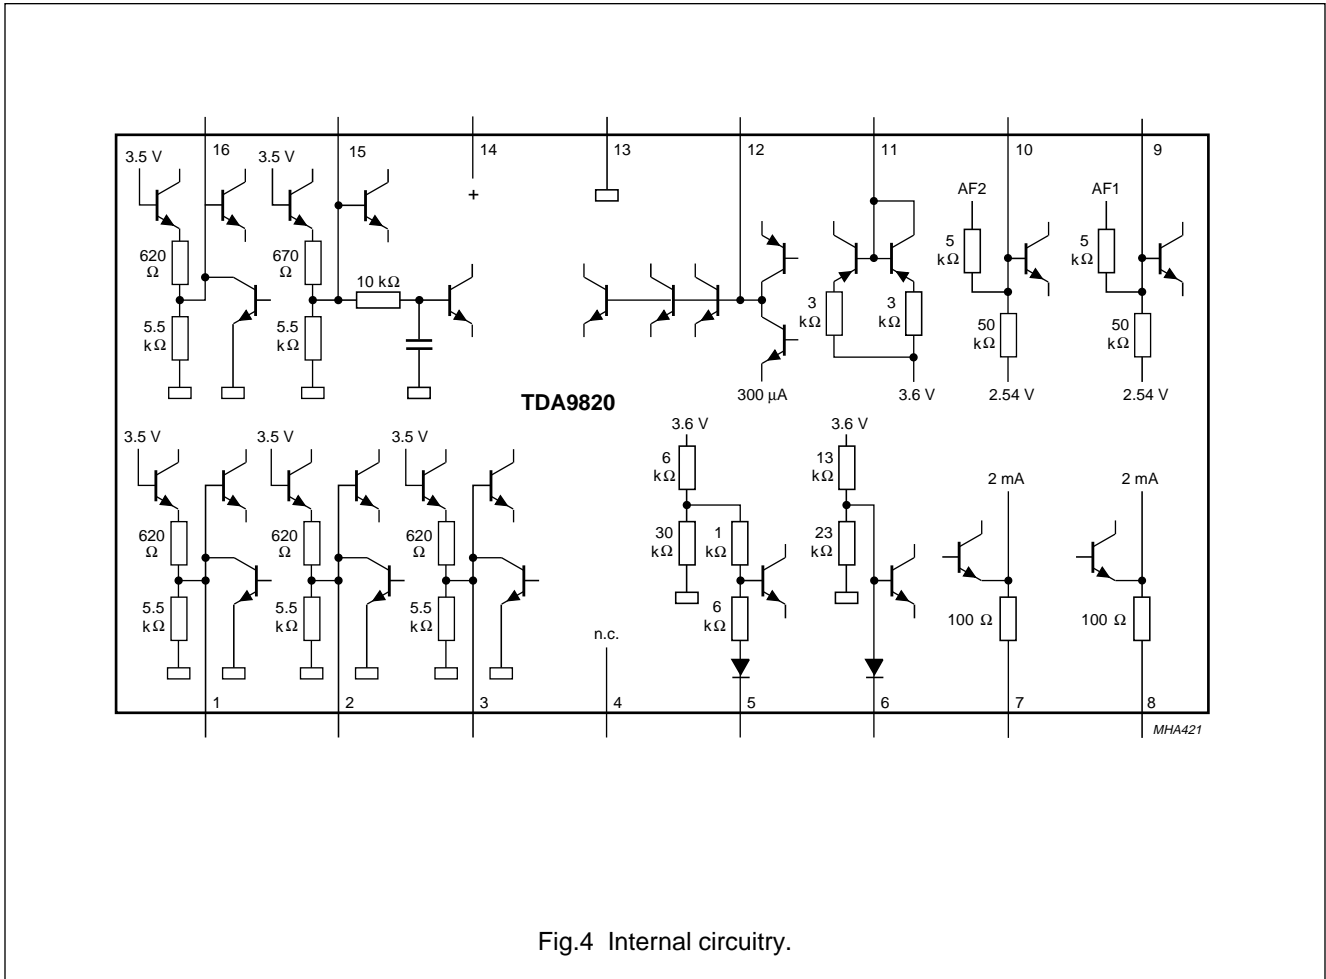 16 15 14 13 12 11 10 9
3.5 V 3.5 V
+
AF2 AF1
620 Ω
670 Ω
5 kΩ
5 kΩ
10 kΩ
3 kΩ
3 kΩ
5.5 kΩ
5.5 kΩ
50 kΩ
50 kΩ
300 µA 3.6 V 2.54 V 2.54 V
TDA9820
3.5 V 3.5 V 3.5 V 3.6 V 3.6 V
6 kΩ
13 kΩ
2 mA 2 mA
620 Ω
620 Ω
620 Ω
30 kΩ
1 kΩ
23 kΩ
5.5 kΩ
5.5 kΩ
5.5 kΩ
6 kΩ
100 Ω 100 Ω
n.c.
1 2 3 4 5 6 7 8
MHA421
Fig.4 Internal circuitry.